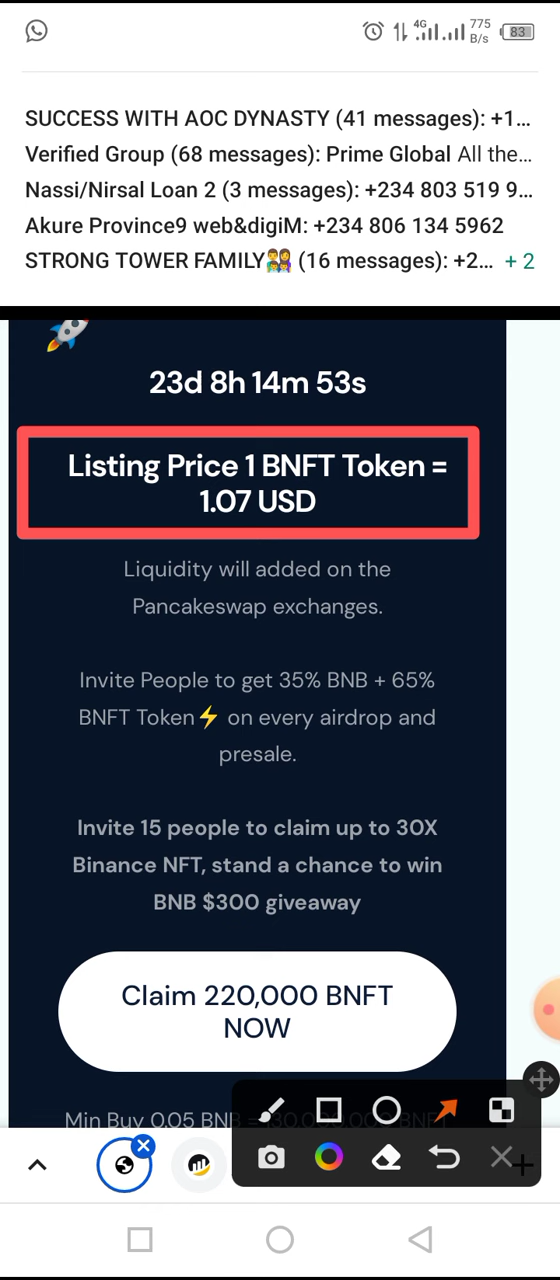 4G 775 B/s 83
SUCCESS WITH AOC DYNASTY (41 messages): +1...
Verified Group (68 messages): Prime Global All the...
Nassi/Nirsal Loan 2 (3 messages): +234 803 519 9...
Akure Province9 web&digiM: +234 806 134 5962
STRONG TOWER FAMILY👨‍👩‍👧‍👦 (16 messages): +2... + 2
23d 8h 14m 53s
Listing Price 1 BNFT Token =
1.07 USD
Liquidity will added on the
Pancakeswap exchanges.
Invite People to get 35% BNB + 65%
BNFT Token⚡ on every airdrop and
presale.
Invite 15 people to claim up to 30X
Binance NFT, stand a chance to win
BNB $300 giveaway
Claim 220,000 BNFT
NOW
Min Buy 0.05 BNB =